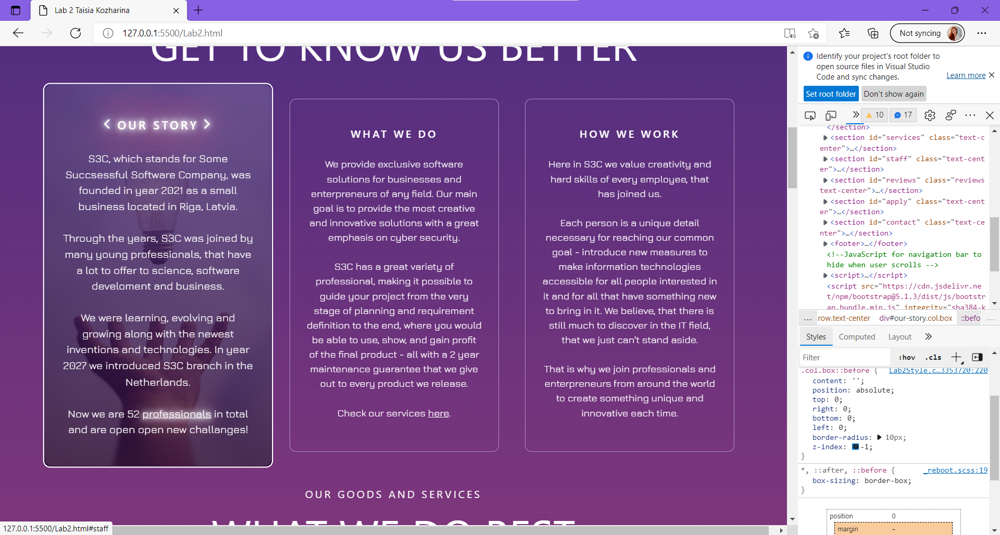 Lab 2 Taisia Kozharina
127.0.0.1:5500/Lab2.html
Not syncing
GET TO KNOW US BETTER
OUR STORY
S3C, which stands for Some
Succsessful Software Company, was
founded in year 2021 as a small
business located in Riga, Latvia.
Through the years, S3C was joined by
many young professionals, that have
a lot to offer to science, software
develoment and business.
We were learning, evolving and
growing along with the newest
inventions and technologies. In year
2027 we introduced S3C branch in the
Netherlands.
Now we are 52 professionals in total
and are open open new challanges!
WHAT WE DO
We provide exclusive software
solutions for businesses and
enterpreneurs of any field. Our main
goal is to provide the most creative
and innovative solutions with a great
emphasis on cyber security.
S3C has a great variety of
professional, making it possible to
guide your project from the very
stage of planning and requirement
definition to the end, where you would
be able to use, show, and gain profit
of the final product - all with a 2 year
maintenance guarantee that we give
out to every product we release.
Check our services here.
HOW WE WORK
Here in S3C we value creativity and
hard skills of every employee, that
has joined us.
Each person is a unique detail
necessary for reaching our common
goal - introduce new measures to
make information technologies
accessible for all people interested in
it and for all that have something new
to bring in it. We believe, that there is
still much to discover in the IT field,
that we just can't stand aside.
That is why we join professionals and
enterpreneurs from around the world
to create something unique and
innovative each time.
OUR GOODS AND SERVICES
WHAT WE DO BEST
127.0.0.1:5500/Lab2.html#staff
Identify your project's root folder to
open source files in Visual Studio
Code and sync changes.
Learn more
Set root folder Don't show again
10 17
</section>
<section id="services" class="text-c
enter">…</section>
<section id="staff" class="text-cent
er">…</section>
<section id="reviews" class="reviews
text-center">…</section>
<section id="apply" class="text-cent
er">…</section>
<section id="contact" class="text-ce
nter">…</section>
<footer>…</footer>
<!--JavaScript for navigation bar to
hide when user scrolls -->
<script>…</script>
<script src="https://cdn.jsdelivr.ne
t/npm/bootstrap@5.1.3/dist/js/bootstr
ap.bundle.min.js" integrity="sha384-k
... row.text-center div#our-story.col.box ::befo ...
Styles Computed Layout
Filter :hov .cls
.col.box::before { Lab2Style.c…3353720:220
content: '';
position: absolute;
top: 0;
right: 0;
bottom: 0;
left: 0;
border-radius: 10px;
z-index: -1;
}
*, ::after, ::before { _reboot.scss:19
box-sizing: border-box;
}
position 0
margin –